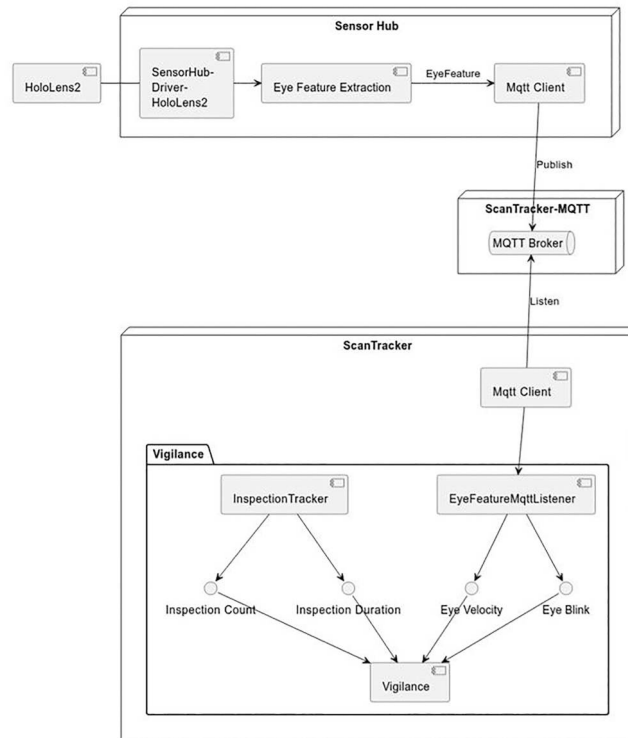 Sensor Hub
HoloLens2
SensorHub-
Driver-
HoloLens2
Eye Feature Extraction
EyeFeature
Mqtt Client
Publish
ScanTracker-MQTT
MQTT Broker
Listen
ScanTracker
Mqtt Client
Vigilance
InspectionTracker
EyeFeatureMqttListener
Inspection Count
Inspection Duration
Eye Velocity
Eye Blink
Vigilance